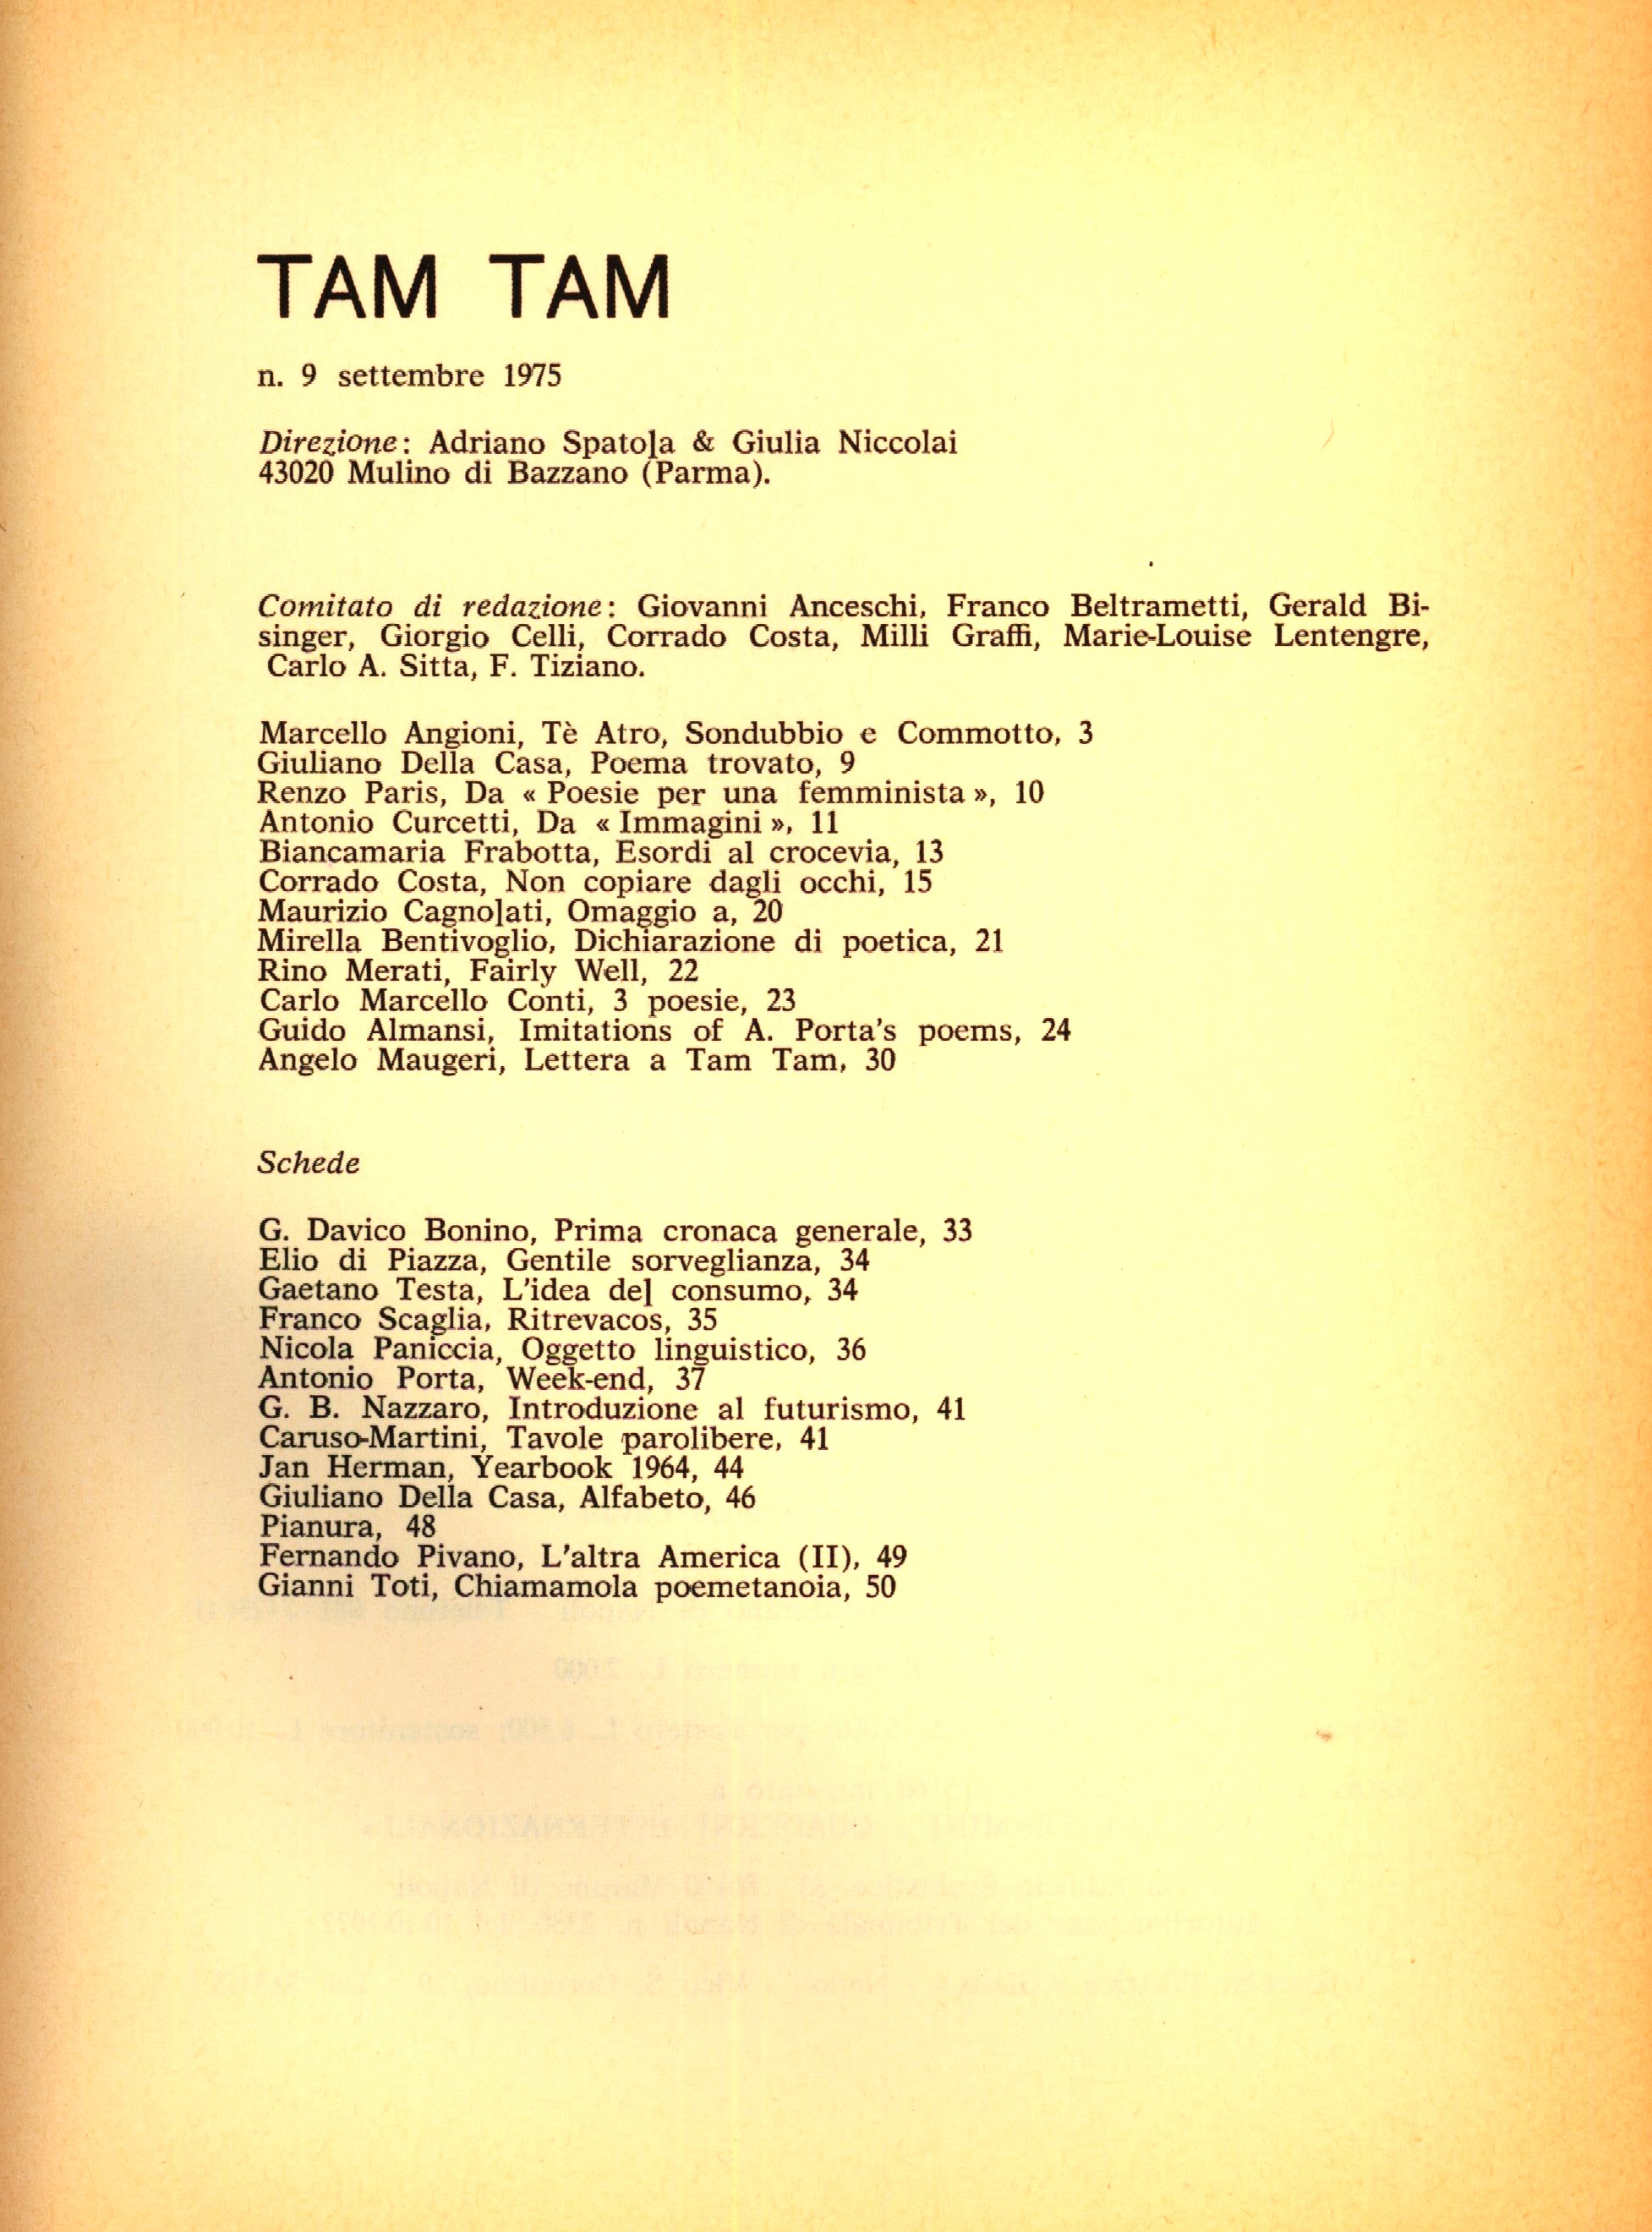 TAM TAM
n. 9 settembre 1975
Direzione: Adriano Spatola & Giulia Niccolai
43020 Mulino di Bazzano (Parma).
Comitato di redazione: Giovanni Anceschi, Franco Beltrametti, Gerald Bi-
singer, Giorgio Celli, Corrado Costa, Milli Graffi, Marie-Louise Lentengre,
Carlo A. Sitta, F. Tiziano.
Marcello Angioni, Tè Atro, Sondubbio e Commotto, 3
Giuliano Della Casa, Poema trovato, 9
Renzo Paris, Da « Poesie per una femminista », 10
Antonio Curcetti, Da « Immagini », 11
Biancamaria Frabotta, Esordi al crocevia, 13
Corrado Costa, Non copiare dagli occhi, 15
Maurizio Cagnolati, Omaggio a, 20
Mirella Bentivoglio, Dichiarazione di poetica, 21
Rino Merati, Fairly Well, 22
Carlo Marcello Conti, 3 poesie, 23
Guido Almansi, Imitations of A. Porta's poems, 24
Angelo Maugeri, Lettera a Tam Tam, 30
Schede
G. Davico Bonino, Prima cronaca generale, 33
Elio di Piazza, Gentile sorveglianza, 34
Gaetano Testa, L'idea del consumo, 34
Franco Scaglia, Ritrevacos, 35
Nicola Paniccia, Oggetto linguistico, 36
Antonio Porta, Week-end, 37
G. B. Nazzaro, Introduzione al futurismo, 41
Caruso-Martini, Tavole parolibere, 41
Jan Herman, Yearbook 1964, 44
Giuliano Della Casa, Alfabeto, 46
Pianura, 48
Fernando Pivano, L'altra America (II), 49
Gianni Toti, Chiamamola poemetanoia, 50